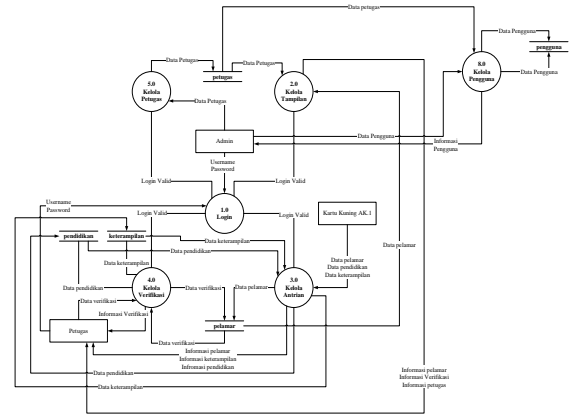 Data petugas
Data Pengguna
pengguna
8.0
Kelola
Pengguna
Data Pengguna
Data Petugas
petugas
Data Petugas
5.0
Kelola
Petugas
2.0
Kelola
Tampilan
Data Petugas
Admin
Data Pengguna
Informasi
Pengguna
Username
Password
Login Valid
Login Valid
Username
Password
1.0
Login
Kartu Kuning AK.1
Login Valid
Login Valid
pendidikan
keterampilan
Data keterampilan
Data pendidikan
Data pelamar
Data pelamar
Data pendidikan
Data keterampilan
Data keterampilan
4.0
Kelola
Verifikasi
3.0
Kelola
Antrian
Data pendidikan
Data verifikasi
Data pelamar
Data verifikasi
Informasi Verifikasi
pelamar
Petugas
Data verifikasi
Informasi pelamar
Informasi keterampilan
Infromasi pendidikan
Data pendidikan
Data keterampilan
Informasi pelamar
Informasi Verifikasi
Informasi petugas